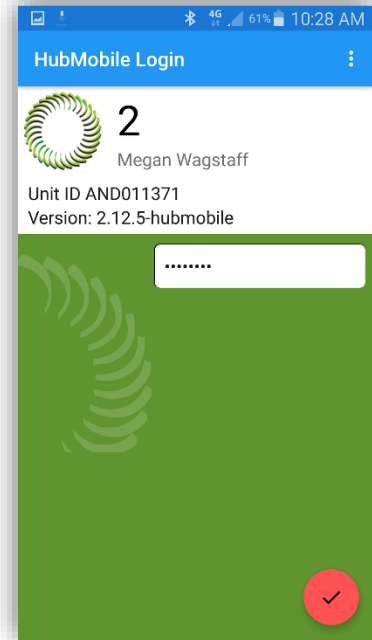 4G 61% 10:28 AM
HubMobile Login
2
Megan Wagstaff
Unit ID AND011371
Version: 2.12.5-hubmobile
••••••••